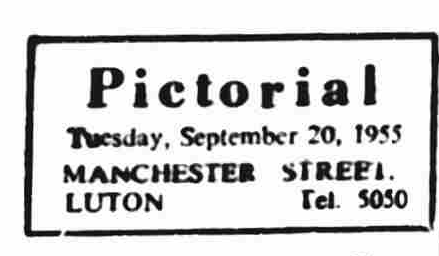 Pictorial
Tuesday, September 20, 1955
MANCHESTER STREET.
LUTON Tel. 5050